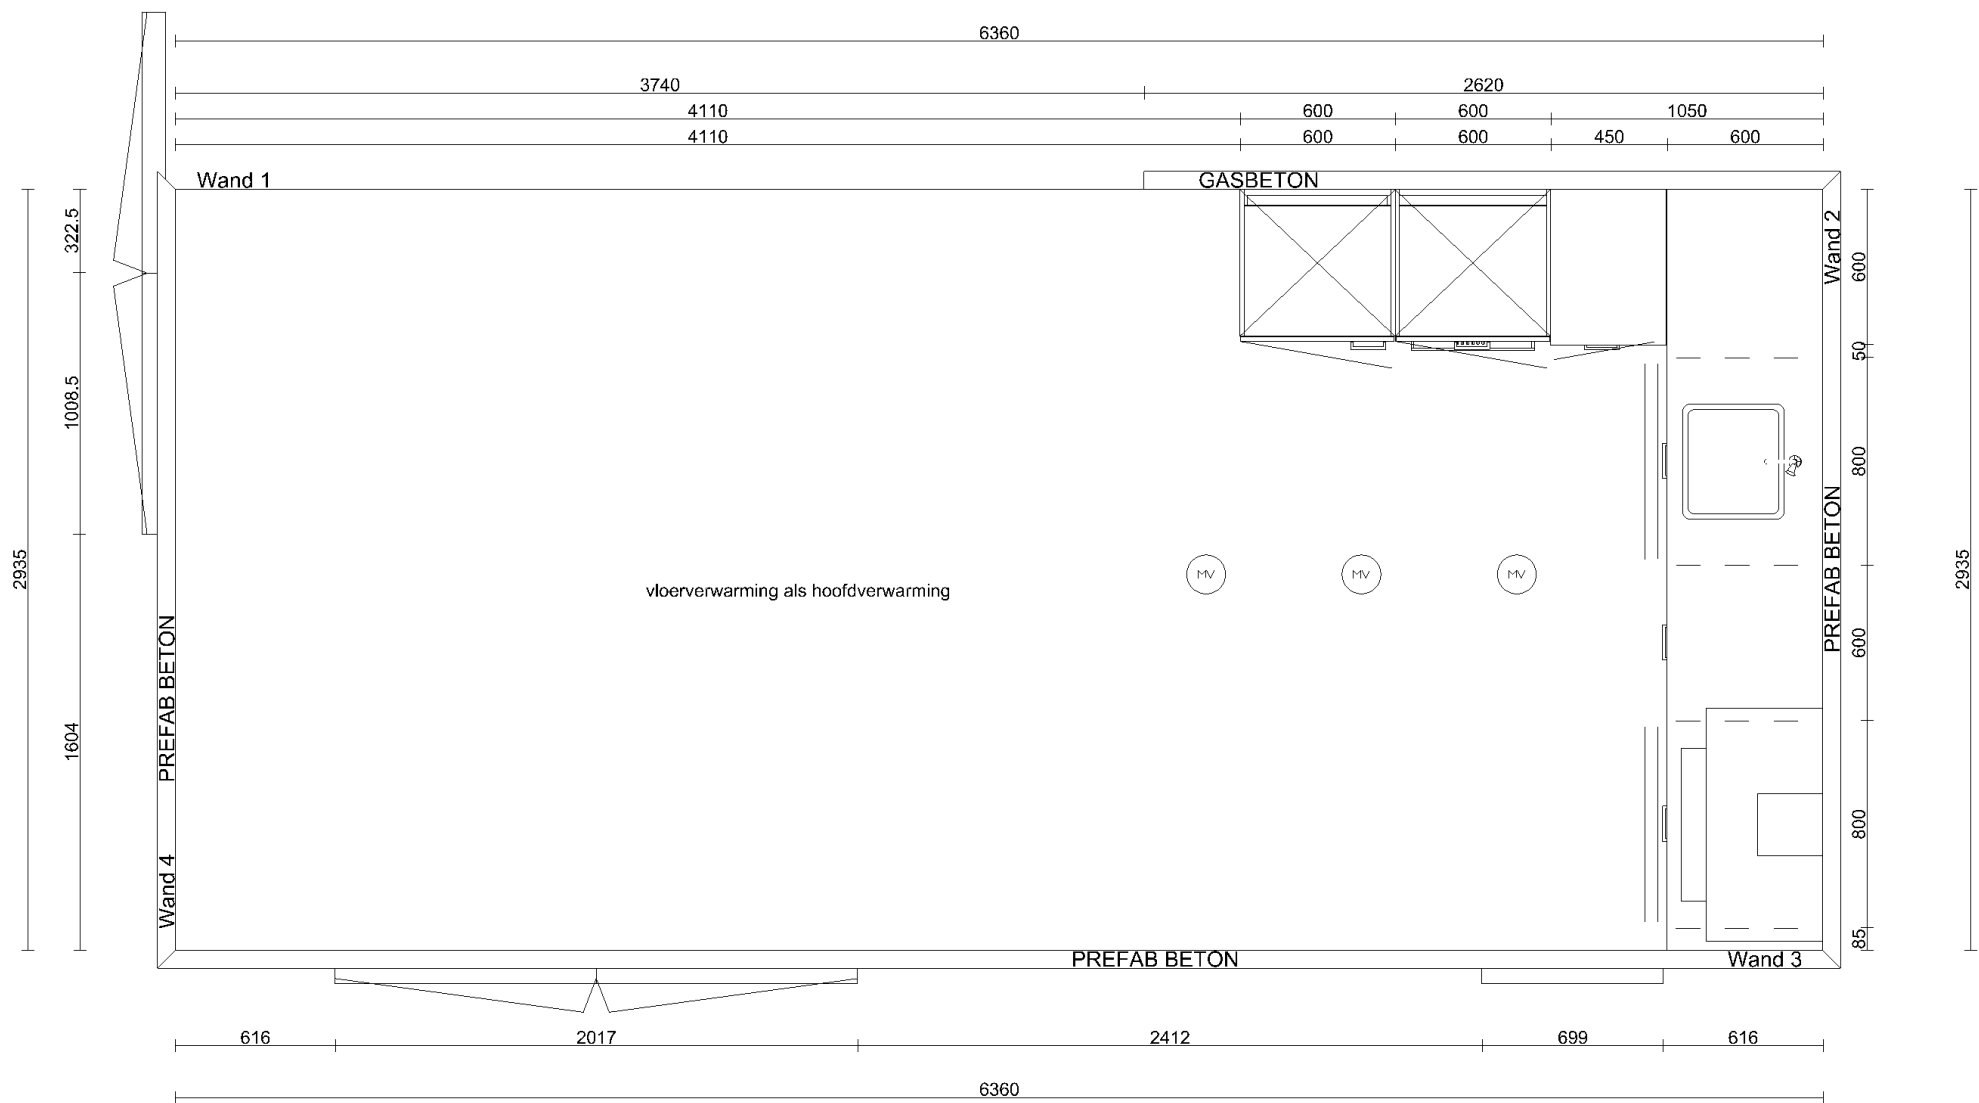 6360
3740 2620
4110 600 600 1050
4110 600 600 450 600
Wand 1 GASBETON
Wand 2
322.5
1008.5
1604
2935
600
50
800
600
800
85
2935
PREFAB BETON
MV MV MV
vloerverwarming als hoofdverwarming
PREFAB BETON
Wand 4
PREFAB BETON Wand 3
616 2017 2412 699 616
6360